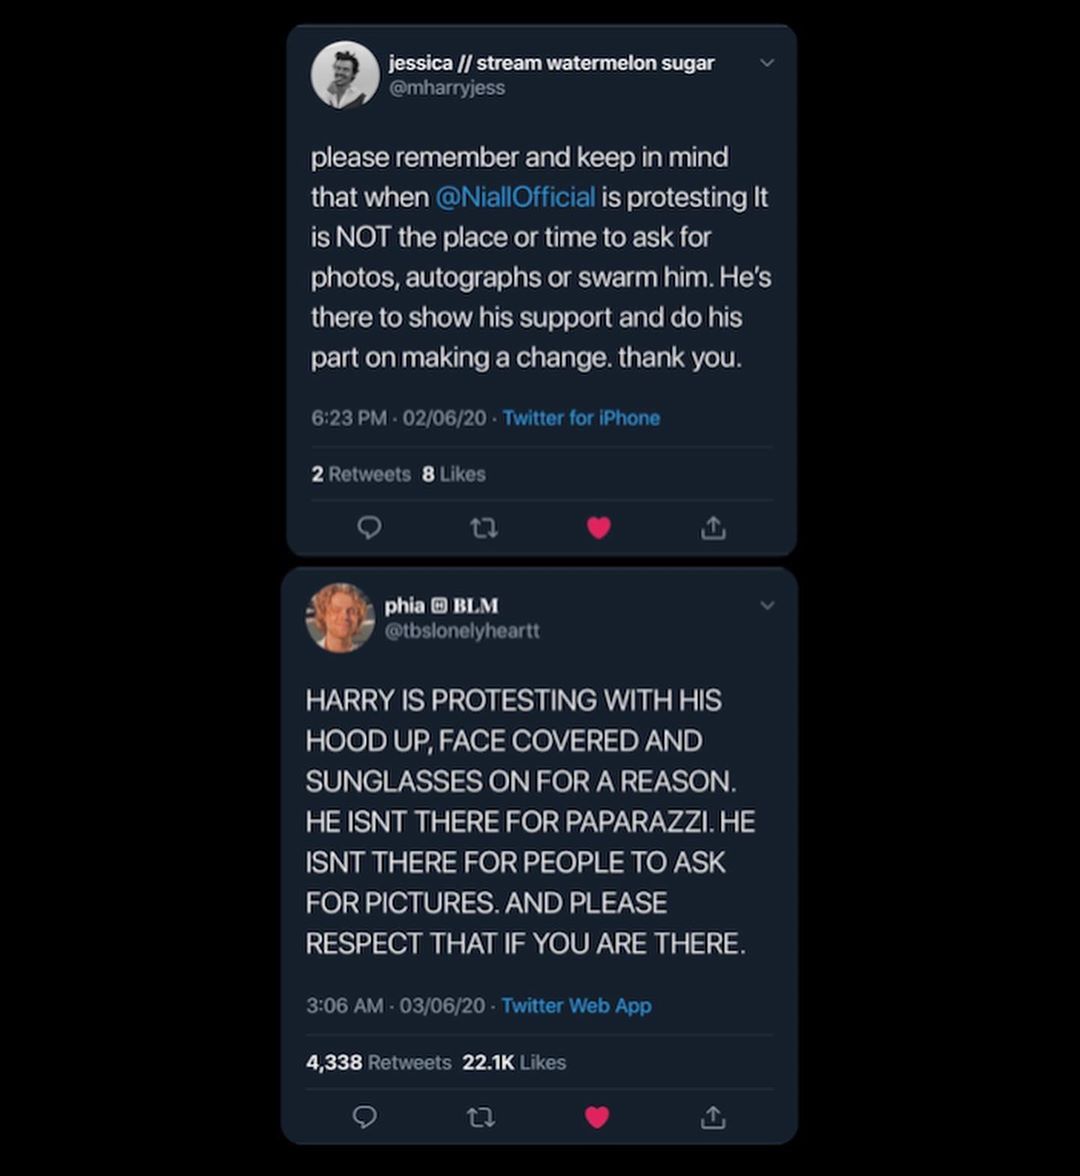 jessica // stream watermelon sugar
@mharryjess
please remember and keep in mind
that when @NiallOfficial is protesting It
is NOT the place or time to ask for
photos, autographs or swarm him. He's
there to show his support and do his
part on making a change. thank you.
6:23 PM · 02/06/20 · Twitter for iPhone
2 Retweets 8 Likes
phia 🄷 BLM
@tbslonelyheartt
HARRY IS PROTESTING WITH HIS
HOOD UP, FACE COVERED AND
SUNGLASSES ON FOR A REASON.
HE ISNT THERE FOR PAPARAZZI. HE
ISNT THERE FOR PEOPLE TO ASK
FOR PICTURES. AND PLEASE
RESPECT THAT IF YOU ARE THERE.
3:06 AM · 03/06/20 · Twitter Web App
4,338 Retweets 22.1K Likes